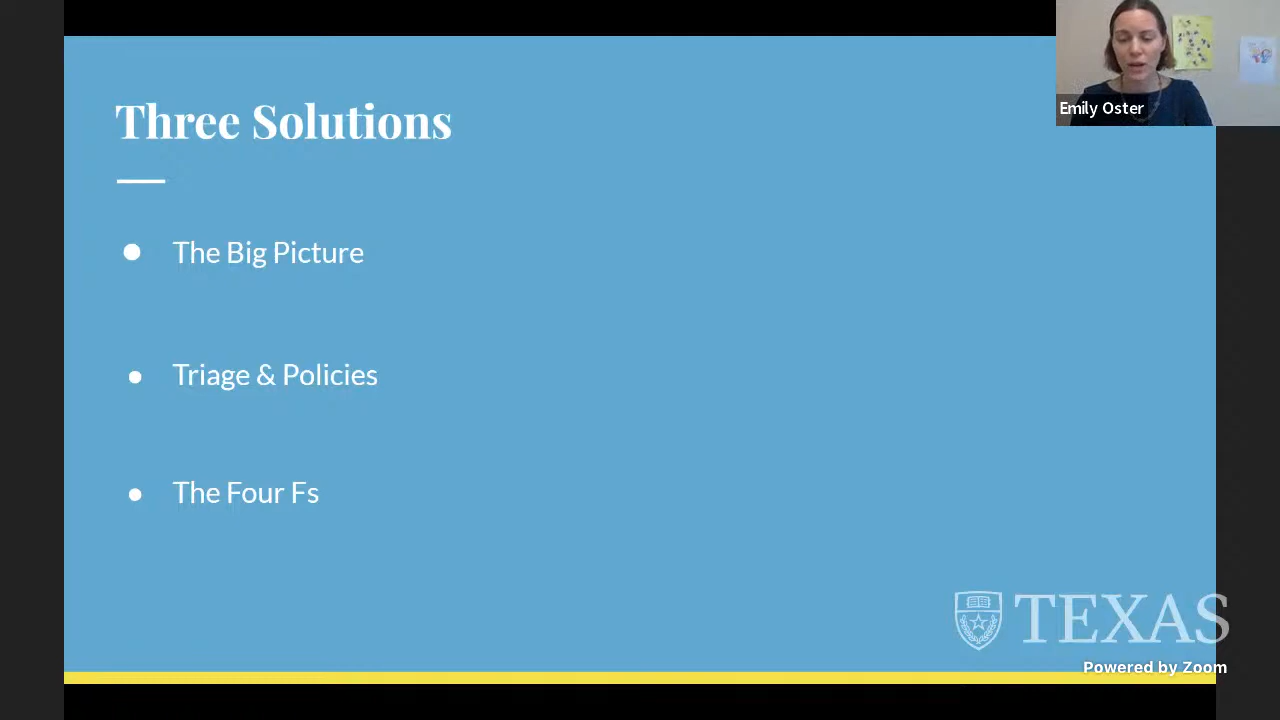 Three Solutions
The Big Picture
Triage & Policies
The Four Fs
Emily Oster
TEXAS
Powered by Zoom